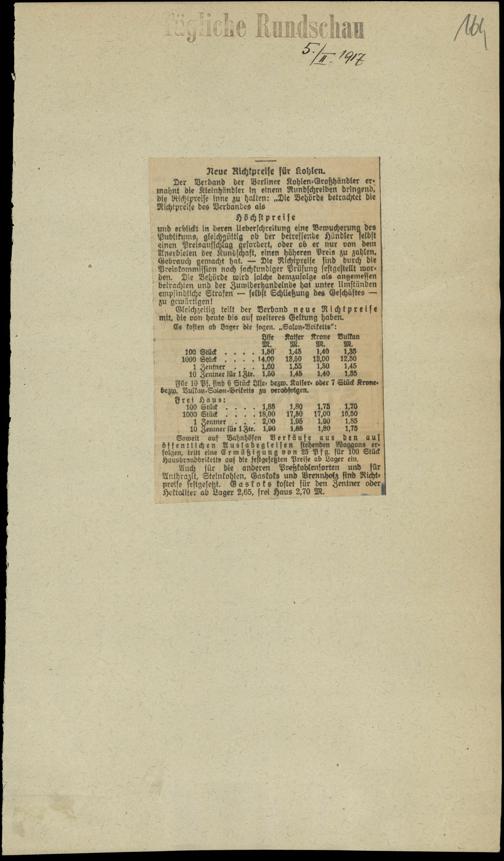 Tägliche Rundschau
5./II. 1917
164
Neue Richtpreise für Kohlen.
Der Verband der Berliner Kohlen-Großhändler er-
mahnt die Kleinhändler in einem Rundschreiben dringend,
die Richtpreise inne zu halten: „Die Behörde betrachtet die
Richtpreise des Verbandes als
Höchstpreise
und erblickt in deren Ueberschreitung eine Bewucherung des
Publikums, gleichgültig ob der betreffende Händler selbst
einen Preisaufschlag gefordert, oder ob er nur von dem
Anerbieten der Kundschaft, einen höheren Preis zu zahlen,
Gebrauch gemacht hat. — Die Richtpreise sind durch die
Preiskommission nach sachkundiger Prüfung festgestellt wor-
den. Die Behörde wird solche demzufolge als angemessen
betrachten und der Zuwiderhandelnde hat unter Umständen
empfindliche Strafen — selbst Schließung des Geschäftes —
zu gewärtigen!
Gleichzeitig teilt der Verband neue Richtpreise
mit, die von heute bis auf weiteres Geltung haben.
Es kosten ab Lager die sogen. „Salon-Briketts":
Ilse Kaiser Krone Vulkan
M. M. M. M.
100 Stück . . . . 1,50 1,45 1,40 1,35
1000 Stück . . . . 14,00 13,50 13,00 12,50
1 Zentner . . . . 1,60 1,55 1,50 1,45
10 Zentner für 1 Ztr. 1,50 1,45 1,40 1,35
Für 10 Pf. sind 6 Stück Ilse- bezw. Kaiser- oder 7 Stück Krone-
bezw. Vulkan-Salon-Briketts zu verabfolgen.
Frei Haus:
100 Stück . . . . 1,85 1,80 1,75 1,70
1000 Stück . . . . 18,00 17,50 17,00 16,50
1 Zentner . . . . 2,00 1,95 1,90 1,85
10 Zentner für 1 Ztr. 1,90 1,85 1,80 1,75
Soweit auf Bahnhöfen Verkäufe aus den auf
öffentlichen Ausladegleisen stehenden Waggons er-
folgen, tritt eine Ermäßigung von 25 Pfg. für 100 Stück
Hausbrandbriketts auf die festgesetzten Preise ab Lager ein.
Auch für die anderen Preßkohlensorten und für
Anthrazit, Steinkohlen, Gaskoks und Brennholz sind Richt-
preise festgesetzt. Gaskoks kostet für den Zentner oder
Hektoliter ab Lager 2,65, frei Haus 2,70 M.